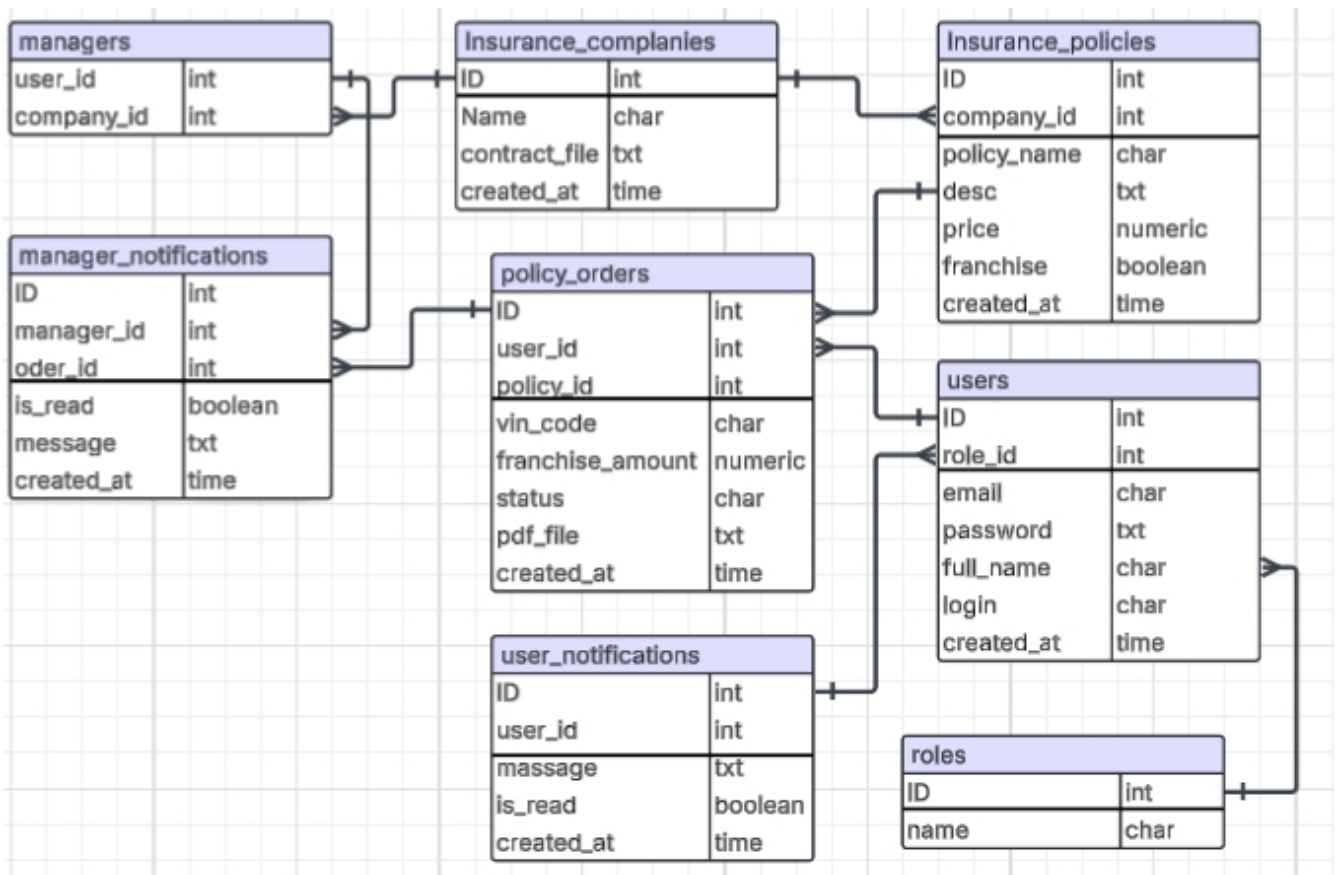 managers
user_id int
company_id int
Insurance_complanies
ID int
Name char
contract_file txt
created_at time
Insurance_policies
ID int
company_id int
policy_name char
desc txt
price numeric
franchise boolean
created_at time
manager_notifications
ID int
manager_id int
oder_id int
is_read boolean
message txt
created_at time
policy_orders
ID int
user_id int
policy_id int
vin_code char
franchise_amount numeric
status char
pdf_file txt
created_at time
users
ID int
role_id int
email char
password txt
full_name char
login char
created_at time
user_notifications
ID int
user_id int
massage txt
is_read boolean
created_at time
roles
ID int
name char